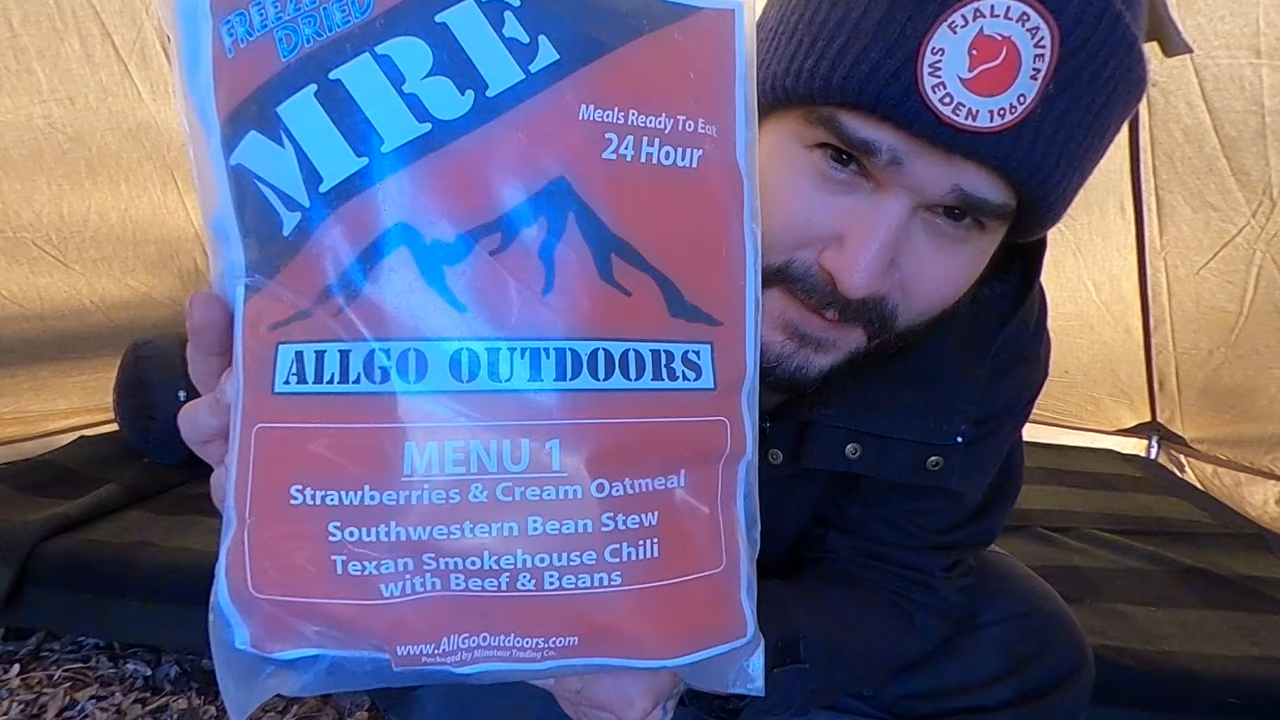 FREEZE
DRIED
MRE
Meals Ready To Eat
24 Hour
ALLGO OUTDOORS
MENU 1
Strawberries & Cream Oatmeal
Southwestern Bean Stew
Texan Smokehouse Chili
with Beef & Beans
www.AllGoOutdoors.com
Packaged by Minotaur Trading Co.
FJÄLLRÄVEN
SWEDEN 1960